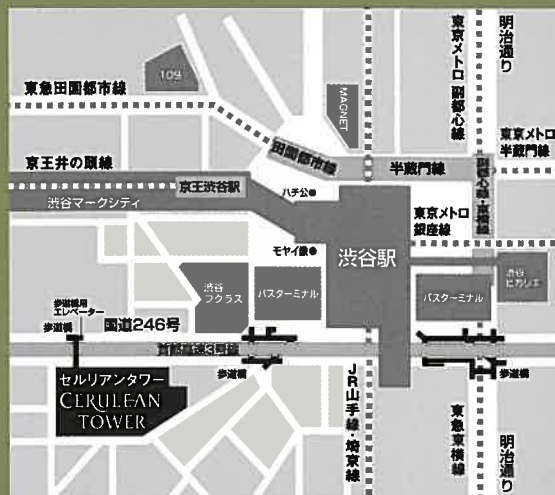 109
MAGNET
東急田園都市線
田園都市線
半蔵門線
東京メトロ 副都心線
明治通り
東京メトロ
半蔵門線
副都心線・東横線
京王井の頭線
京王渋谷駅
渋谷マークシティ
ハチ公
モヤイ像
渋谷駅
東京メトロ
銀座線
渋谷
ヒカリエ
渋谷
フクラス
バスターミナル
バスターミナル
歩道橋用
エレベーター
歩道橋
国道246号
首都高速3号線
歩道橋
歩道橋
セルリアンタワー
CERULEAN
TOWER
JR山手線・埼京線
東急東横線
明治通り